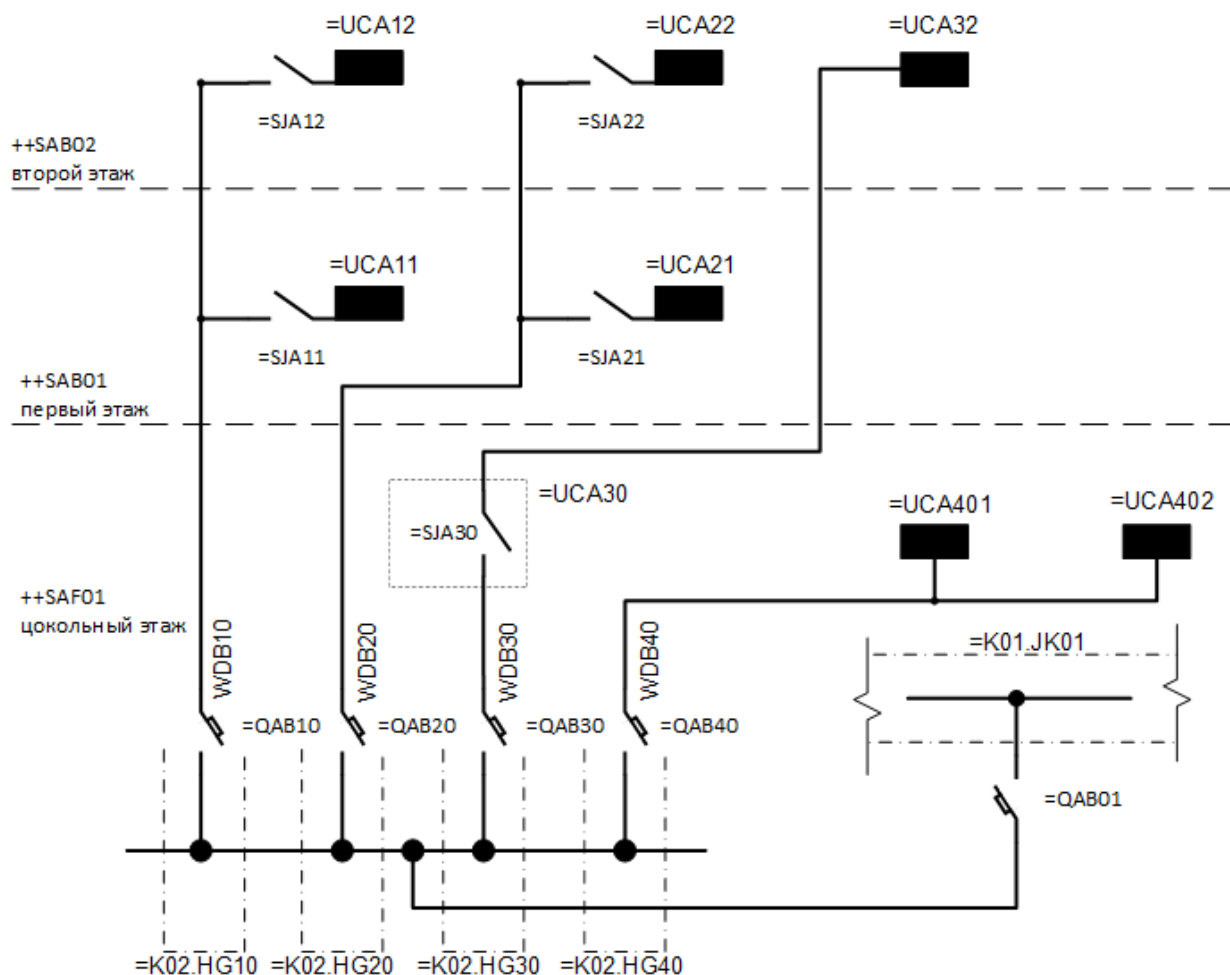 =UCA12
=UCA22
=UCA32
=SJA12
=SJA22
++SAB02
второй этаж
=UCA11
=UCA21
=SJA11
=SJA21
++SAB01
первый этаж
=UCA30
=UCA401
=UCA402
=SJA30
++SAF01
цокольный этаж
WDB10
WDB20
WDB30
WDB40
=K01.JK01
=QAB10
=QAB20
=QAB30
=QAB40
=QAB01
=K02.HG10
=K02.HG20
=K02.HG30
=K02.HG40